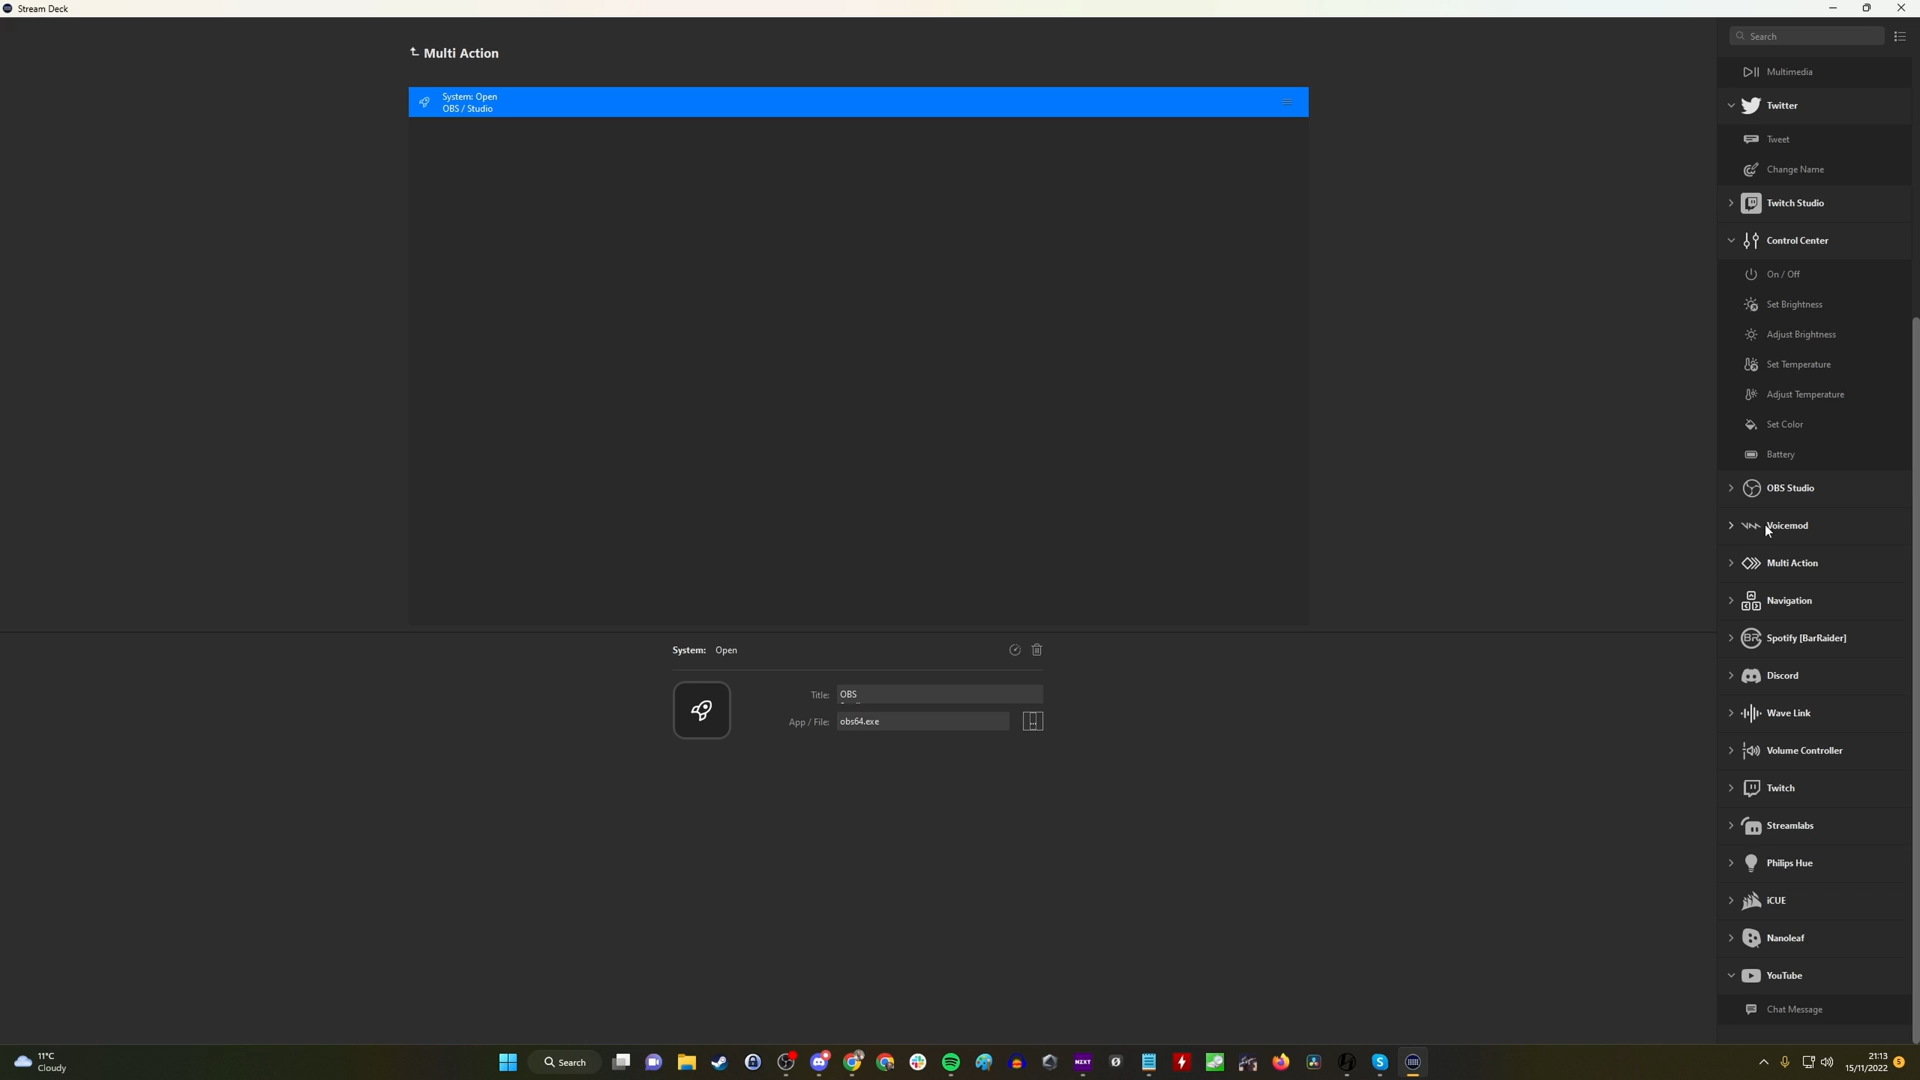 Stream Deck
Multi Action
System: Open
OBS / Studio
System: Open
Title: OBS
App / File: obs64.exe
Search
Multimedia
Twitter
Tweet
Change Name
Twitch Studio
Control Center
On / Off
Set Brightness
Adjust Brightness
Set Temperature
Adjust Temperature
Set Color
Battery
OBS Studio
Voicemod
Multi Action
Navigation
Spotify [BarRaider]
Discord
Wave Link
Volume Controller
Twitch
Streamlabs
Philips Hue
iCUE
Nanoleaf
YouTube
Chat Message
11°C
Cloudy
Search
NZXT
21:13
15/11/2022
5